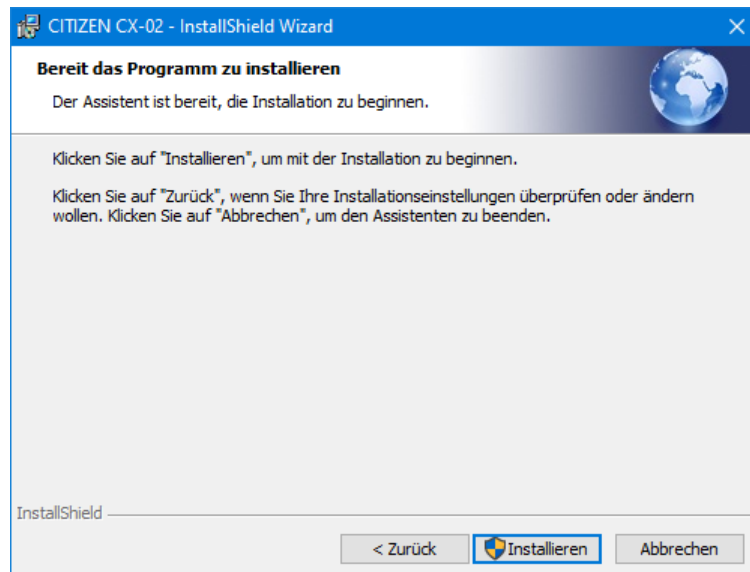 CITIZEN CX-02 - InstallShield Wizard
Bereit das Programm zu installieren
Der Assistent ist bereit, die Installation zu beginnen.
Klicken Sie auf "Installieren", um mit der Installation zu beginnen.
Klicken Sie auf "Zurück", wenn Sie Ihre Installationseinstellungen überprüfen oder ändern
wollen. Klicken Sie auf "Abbrechen", um den Assistenten zu beenden.
InstallShield
< Zurück Installieren Abbrechen